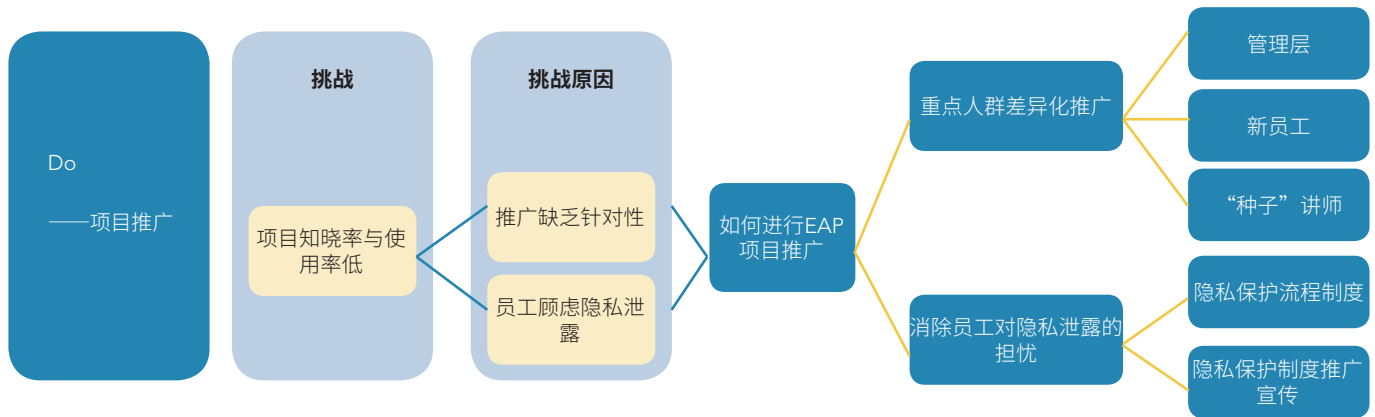 Do
——项目推广
挑战
项目知晓率与使
用率低
挑战原因
推广缺乏针对性
员工顾虑隐私泄
露
如何进行EAP
项目推广
重点人群差异化推广
管理层
新员工
“种子”讲师
消除员工对隐私泄露的
担忧
隐私保护流程制度
隐私保护制度推广
宣传